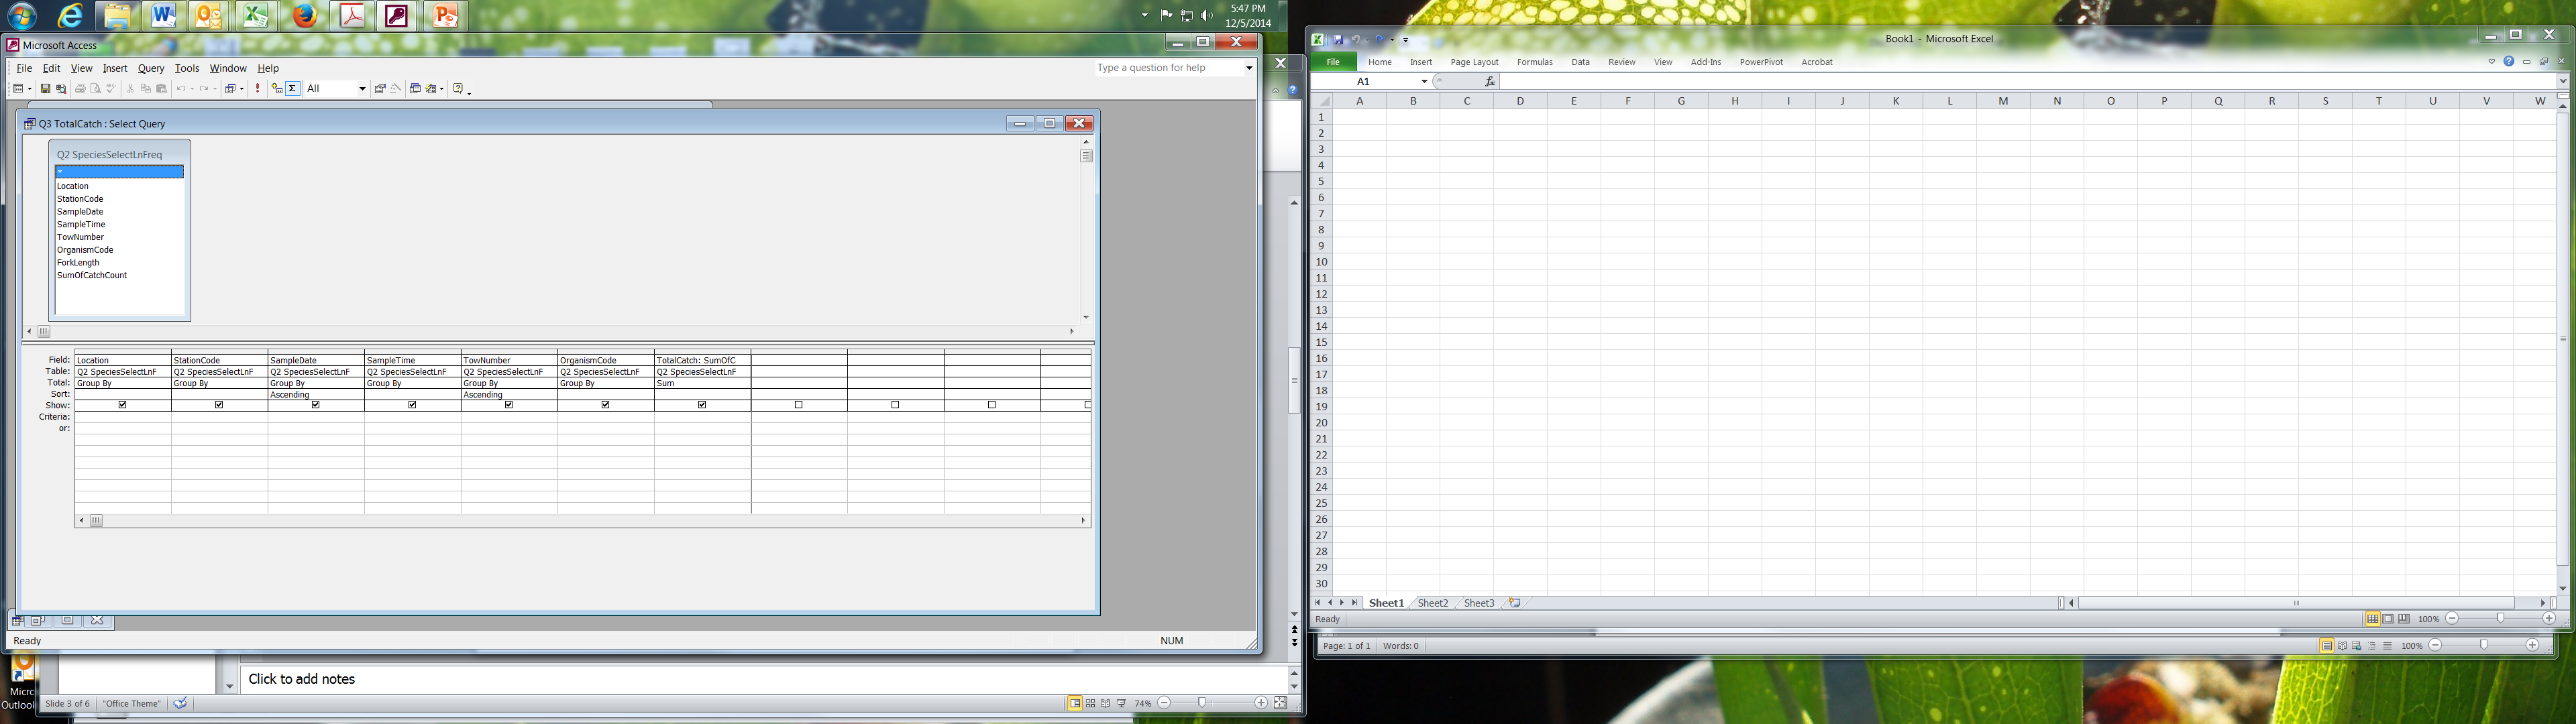 5:47 PM
12/5/2014
Microsoft Access
File Edit View Insert Query Tools Window Help
Type a question for help
All
Q3 TotalCatch : Select Query
Q2 SpeciesSelectLnFreq
*
Location
StationCode
SampleDate
SampleTime
TowNumber
OrganismCode
ForkLength
SumOfCatchCount
Field: Location StationCode SampleDate SampleTime TowNumber OrganismCode TotalCatch: SumOfC
Table: Q2 SpeciesSelectLnF Q2 SpeciesSelectLnF Q2 SpeciesSelectLnF Q2 SpeciesSelectLnF Q2 SpeciesSelectLnF Q2 SpeciesSelectLnF Q2 SpeciesSelectLnF
Total: Group By Group By Group By Group By Group By Group By Sum
Sort: Ascending Ascending
Show:
Criteria:
or:
Ready
NUM
Micro
Outlook
Click to add notes
Slide 3 of 6 "Office Theme" 74%
Book1 - Microsoft Excel
File Home Insert Page Layout Formulas Data Review View Add-Ins PowerPivot Acrobat
A1 fx
A B C D E F G H I J K L M N O P Q R S T U V W
1
2
3
4
5
6
7
8
9
10
11
12
13
14
15
16
17
18
19
20
21
22
23
24
25
26
27
28
29
30
Sheet1 Sheet2 Sheet3
Ready 100%
Page: 1 of 1 Words: 0 100%